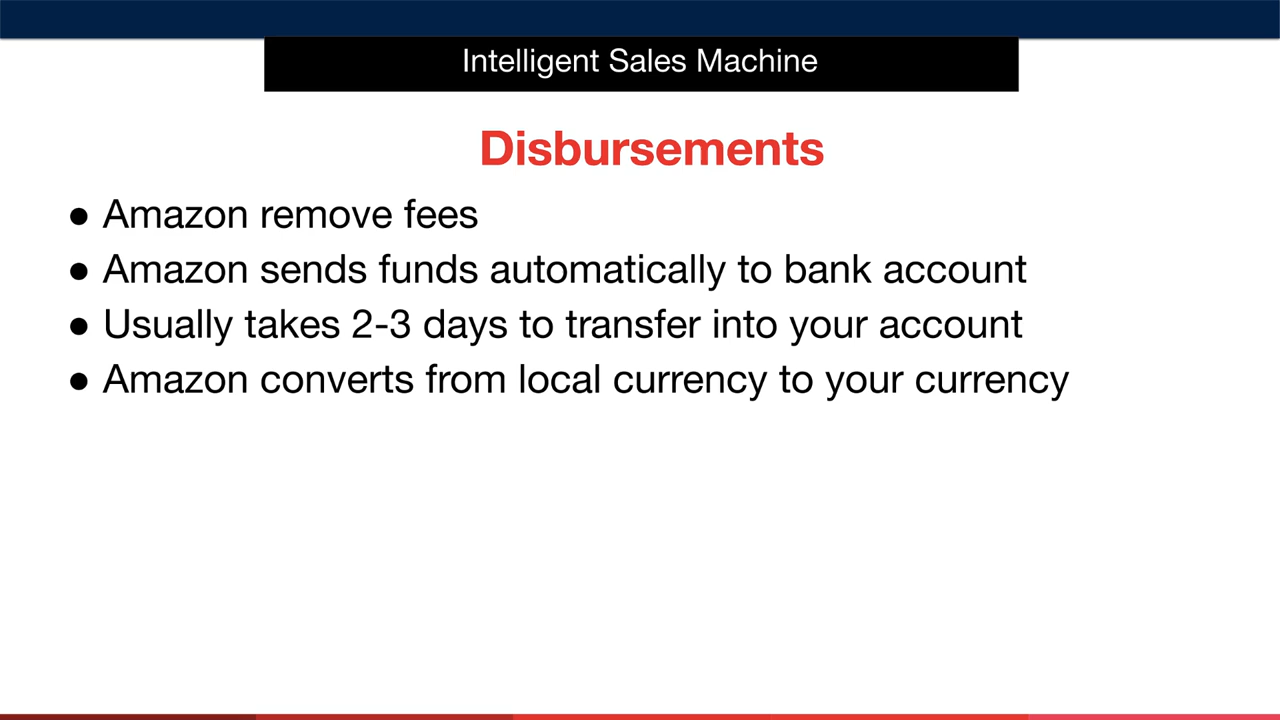 Intelligent Sales Machine
Disbursements
● Amazon remove fees
● Amazon sends funds automatically to bank account
● Usually takes 2-3 days to transfer into your account
● Amazon converts from local currency to your currency